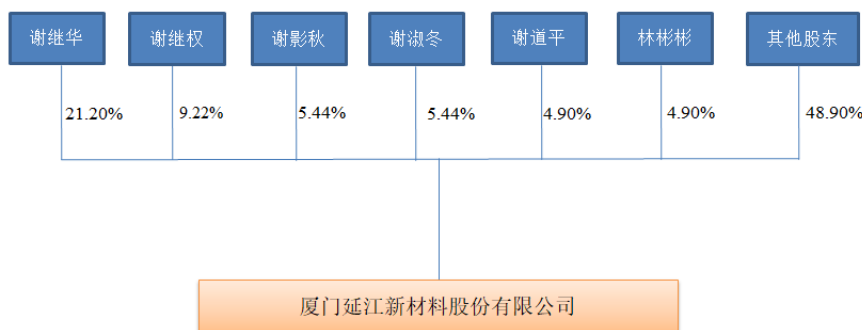 谢继华 谢继权 谢影秋 谢淑冬 谢道平 林彬彬 其他股东
21.20% 9.22% 5.44% 5.44% 4.90% 4.90% 48.90%
厦门延江新材料股份有限公司